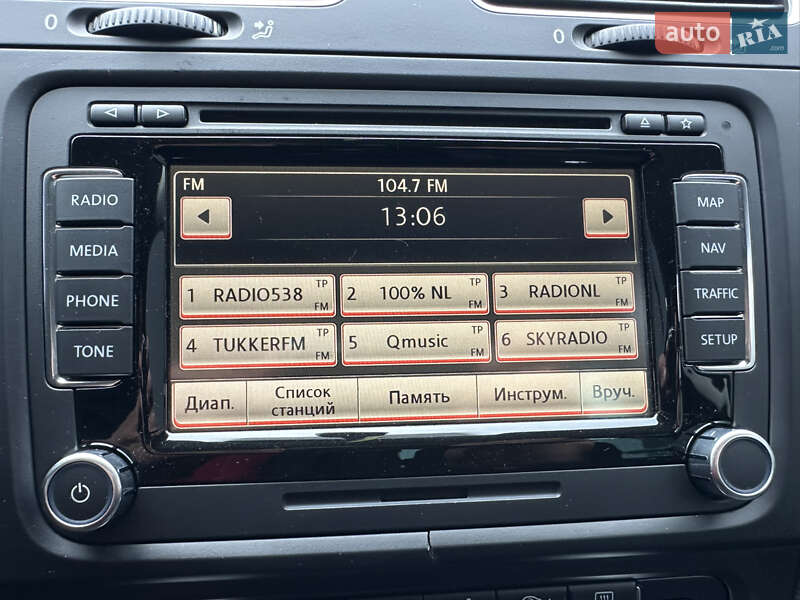 0
0
auto RIA.com
FM
104.7 FM
13:06
RADIO
MEDIA
PHONE
TONE
MAP
NAV
TRAFFIC
SETUP
1 RADIO538 TP FM
2 100% NL TP FM
3 RADIONL TP FM
4 TUKKERFM TP FM
5 Qmusic TP FM
6 SKYRADIO TP FM
Диап.
Список
станций
Память
Инструм.
Вруч.